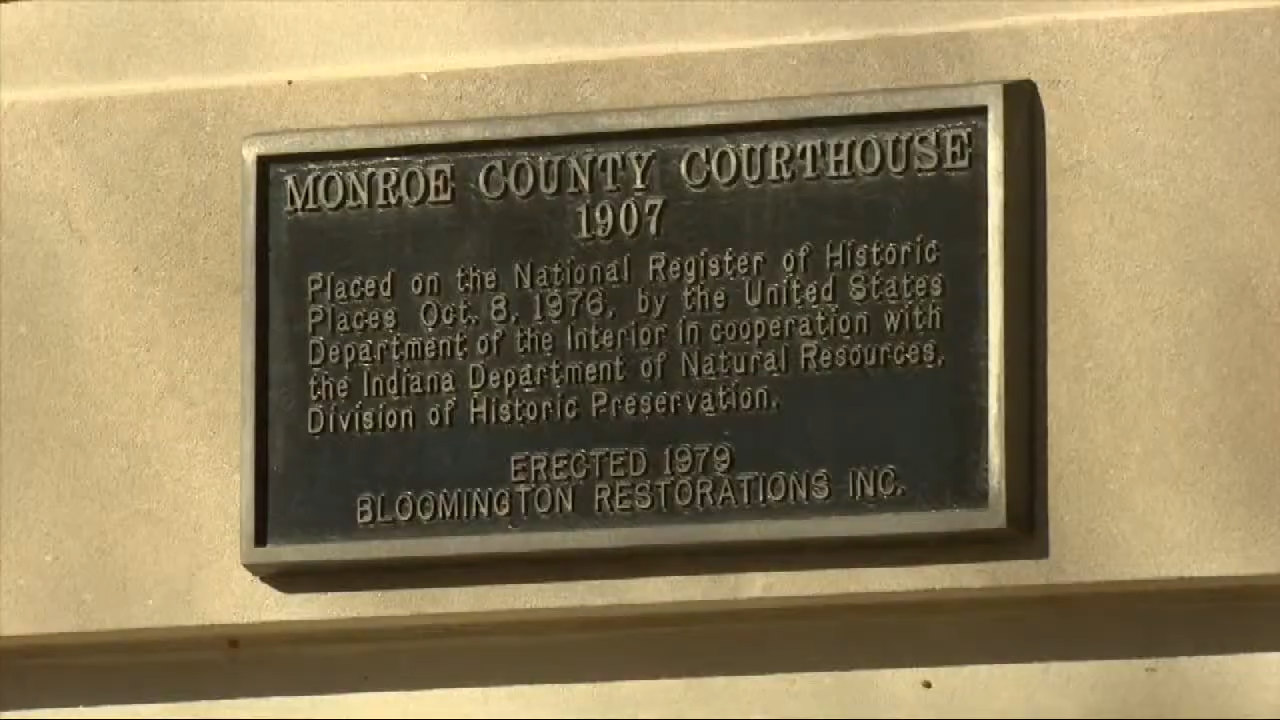 MONROE COUNTY COURTHOUSE
1907
Placed on the National Register of Historic
Places Oct. 8, 1976, by the United States
Department of the Interior in cooperation with
the Indiana Department of Natural Resources,
Division of Historic Preservation.
ERECTED 1979
BLOOMINGTON RESTORATIONS INC.